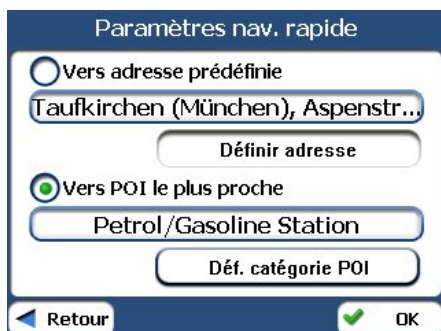 Paramètres nav. rapide
Vers adresse prédéfinie
Taufkirchen (München), Aspenstr...
Définir adresse
Vers POI le plus proche
Petrol/Gasoline Station
Déf. catégorie POI
Retour
OK